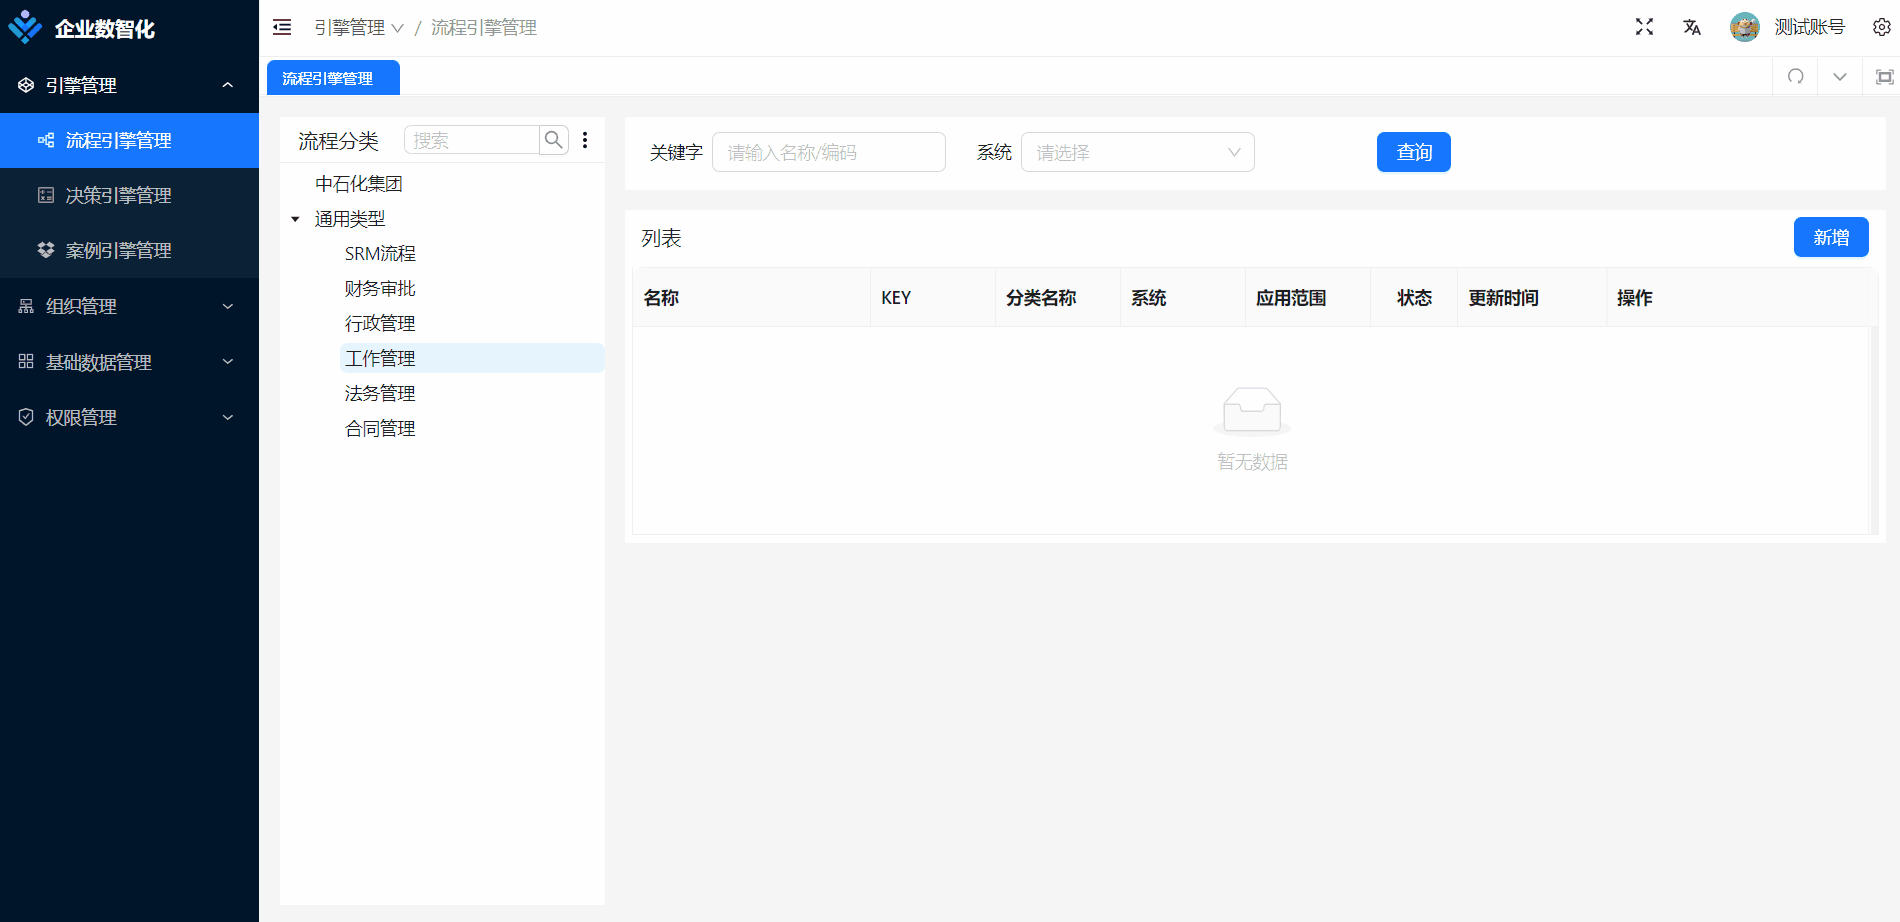 企业数智化
引擎管理
流程引擎管理
决策引擎管理
案例引擎管理
组织管理
基础数据管理
权限管理
引擎管理 / 流程引擎管理
测试账号
流程引擎管理
流程分类 搜索
中石化集团
通用类型
SRM流程
财务审批
行政管理
工作管理
法务管理
合同管理
关键字 请输入名称/编码 系统 请选择 查询
列表 新增
名称 KEY 分类名称 系统 应用范围 状态 更新时间 操作
暂无数据